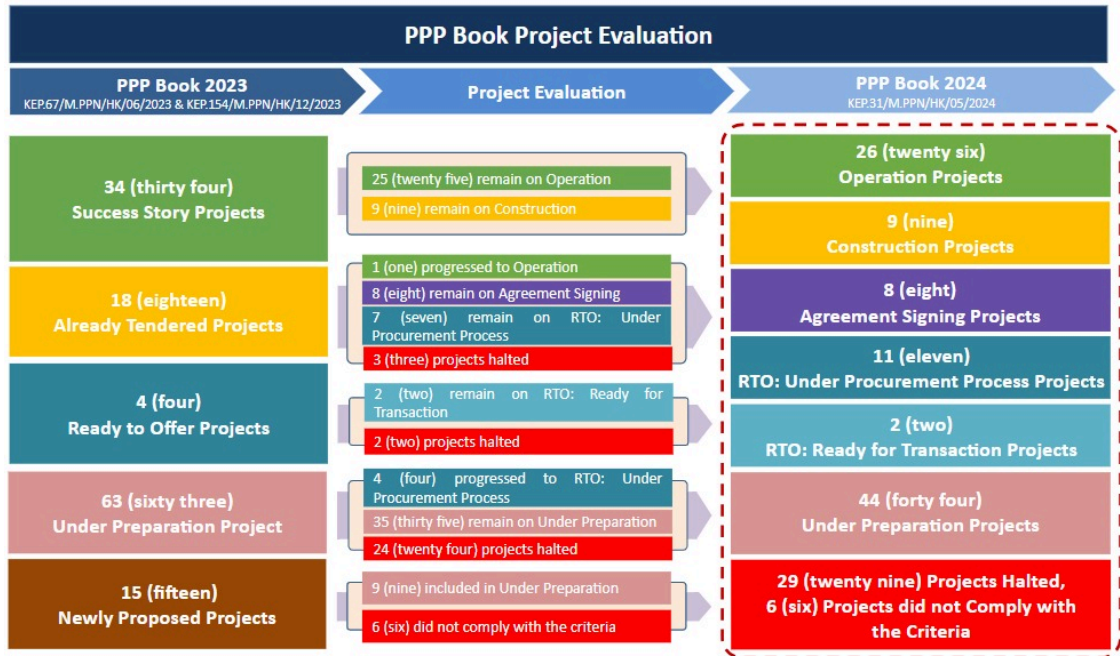 PPP Book Project Evaluation
PPP Book 2023
KEP.67/M.PPN/HK/06/2023 & KEP.154/M.PPN/HK/12/2023
Project Evaluation
PPP Book 2024
KEP.31/M.PPN/HK/05/2024
34 (thirty four)
Success Story Projects
25 (twenty five) remain on Operation
9 (nine) remain on Construction
26 (twenty six)
Operation Projects
9 (nine)
Construction Projects
18 (eighteen)
Already Tendered Projects
1 (one) progressed to Operation
8 (eight) remain on Agreement Signing
7 (seven) remain on RTO: Under
Procurement Process
3 (three) projects halted
8 (eight)
Agreement Signing Projects
11 (eleven)
RTO: Under Procurement Process Projects
4 (four)
Ready to Offer Projects
2 (two) remain on RTO: Ready for
Transaction
2 (two) projects halted
2 (two)
RTO: Ready for Transaction Projects
63 (sixty three)
Under Preparation Project
4 (four) progressed to RTO: Under
Procurement Process
35 (thirty five) remain on Under Preparation
24 (twenty four) projects halted
44 (forty four)
Under Preparation Projects
15 (fifteen)
Newly Proposed Projects
9 (nine) included in Under Preparation
6 (six) did not comply with the criteria
29 (twenty nine) Projects Halted,
6 (six) Projects did not Comply with
the Criteria